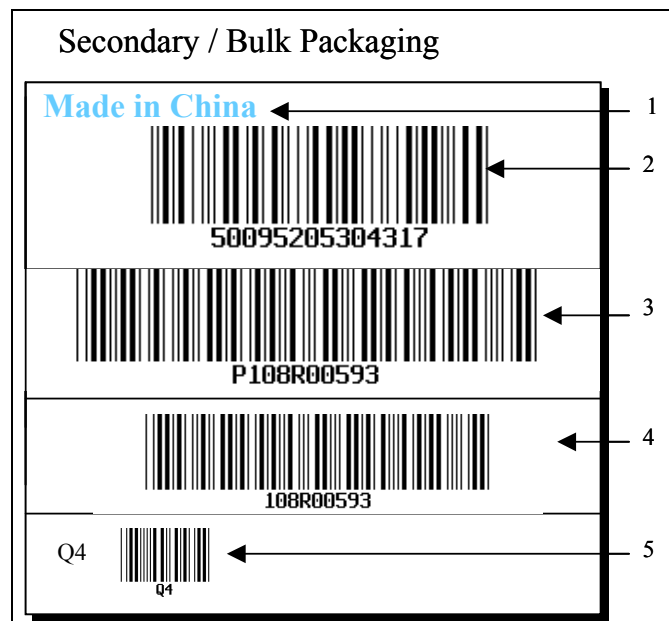 Secondary / Bulk Packaging
Made in China
1
2
50095205304317
3
P108R00593
4
108R00593
Q4
5
Q4